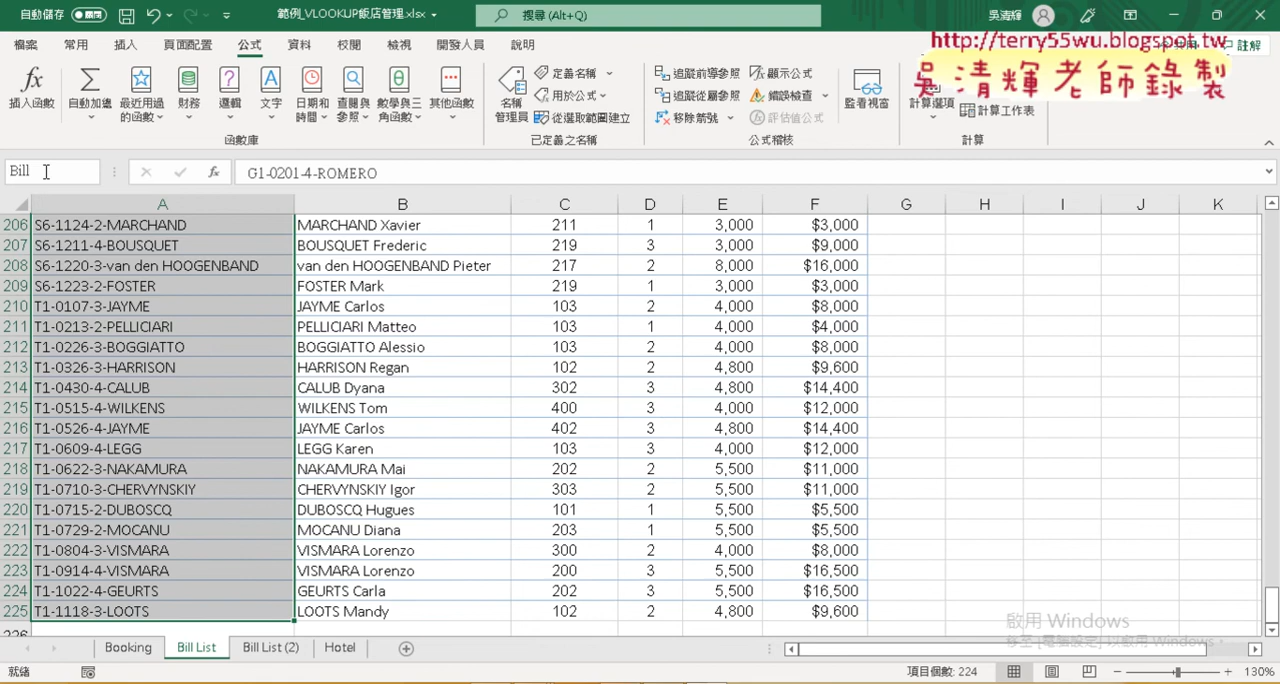 自動儲存 範例_VLOOKUP飯店管理.xlsx 搜尋 (Alt+Q) 吳清輝
檔案 常用 插入 頁面配置 公式 資料 校閱 檢視 開發人員 說明 註解
http://terry55wu.blogspot.tw
吳清輝老師錄製
插入函數 自動加總 最近用過的函數 財務 邏輯 文字 日期和時間 查閱與參照 數學與三角函數 其他函數
名稱管理員 定義名稱 用於公式 從選取範圍建立
追蹤前導參照 追蹤從屬參照 移除箭號 顯示公式 錯誤檢查 評估值公式 監看視窗
計算選項 計算工作表
函數庫 已定義之名稱 公式稽核 計算
Bill fx G1-0201-4-ROMERO
A B C D E F G H I J K
206 S6-1124-2-MARCHAND MARCHAND Xavier 211 1 3,000 $3,000
207 S6-1211-4-BOUSQUET BOUSQUET Frederic 219 3 3,000 $9,000
208 S6-1220-3-van den HOOGENBAND van den HOOGENBAND Pieter 217 2 8,000 $16,000
209 S6-1223-2-FOSTER FOSTER Mark 219 1 3,000 $3,000
210 T1-0107-3-JAYME JAYME Carlos 103 2 4,000 $8,000
211 T1-0213-2-PELLICIARI PELLICIARI Matteo 103 1 4,000 $4,000
212 T1-0226-3-BOGGIATTO BOGGIATTO Alessio 103 2 4,000 $8,000
213 T1-0326-3-HARRISON HARRISON Regan 102 2 4,800 $9,600
214 T1-0430-4-CALUB CALUB Dyana 302 3 4,800 $14,400
215 T1-0515-4-WILKENS WILKENS Tom 400 3 4,000 $12,000
216 T1-0526-4-JAYME JAYME Carlos 402 3 4,800 $14,400
217 T1-0609-4-LEGG LEGG Karen 103 3 4,000 $12,000
218 T1-0622-3-NAKAMURA NAKAMURA Mai 202 2 5,500 $11,000
219 T1-0710-3-CHERVYNSKIY CHERVYNSKIY Igor 303 2 5,500 $11,000
220 T1-0715-2-DUBOSCQ DUBOSCQ Hugues 101 1 5,500 $5,500
221 T1-0729-2-MOCANU MOCANU Diana 203 1 5,500 $5,500
222 T1-0804-3-VISMARA VISMARA Lorenzo 300 2 4,000 $8,000
223 T1-0914-4-VISMARA VISMARA Lorenzo 200 3 5,500 $16,500
224 T1-1022-4-GEURTS GEURTS Carla 202 3 5,500 $16,500
225 T1-1118-3-LOOTS LOOTS Mandy 102 2 4,800 $9,600
226
啟用 Windows
移至 [電腦設定] 以啟用 Windows。
Booking Bill List Bill List (2) Hotel
就緒 項目個數: 224 130%